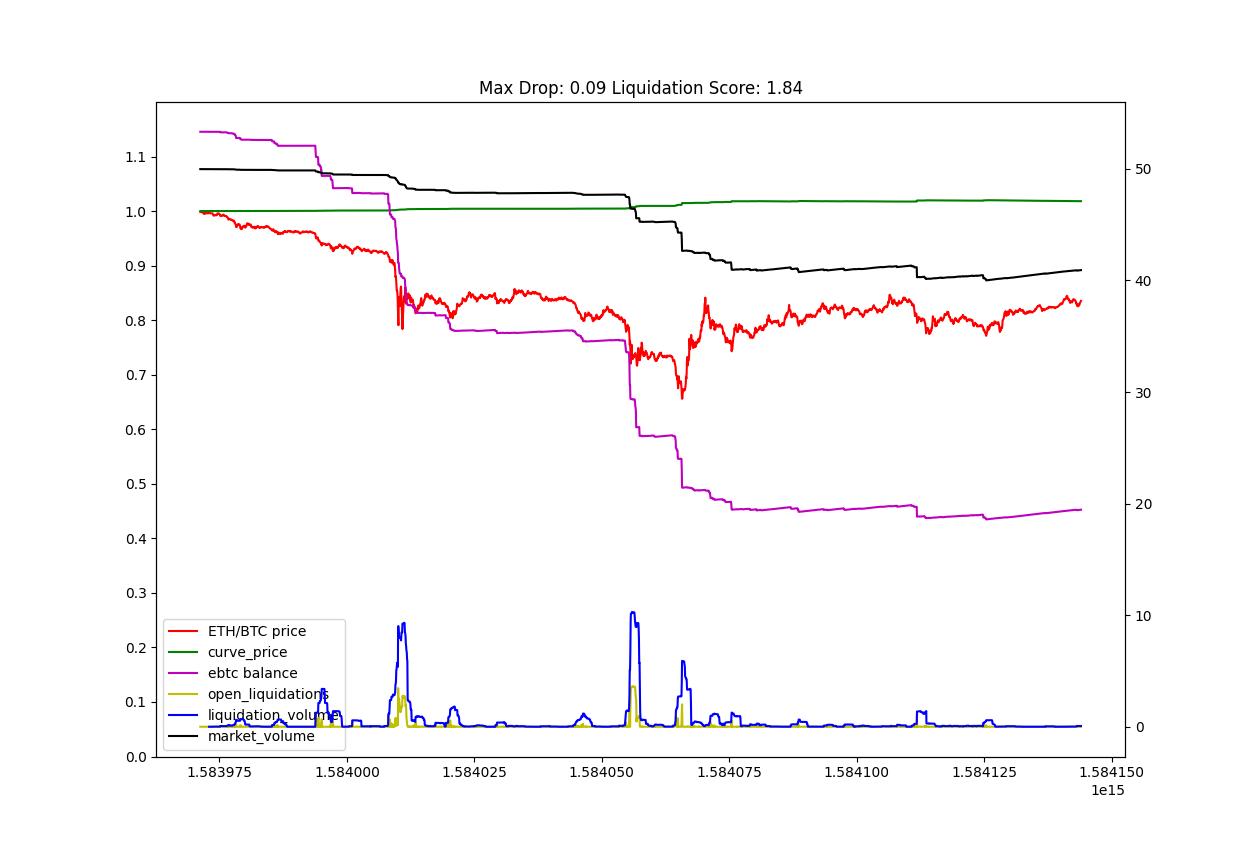 Max Drop: 0.09 Liquidation Score: 1.84
1.1
1.0
0.9
0.8
0.7
0.6
0.5
0.4
0.3
0.2
0.1
0.0
50
40
30
20
10
0
ETH/BTC price
curve_price
ebtc balance
open_liquidations
liquidation_volume
market_volume
1.583975 1.584000 1.584025 1.584050 1.584075 1.584100 1.584125 1.584150
1e15